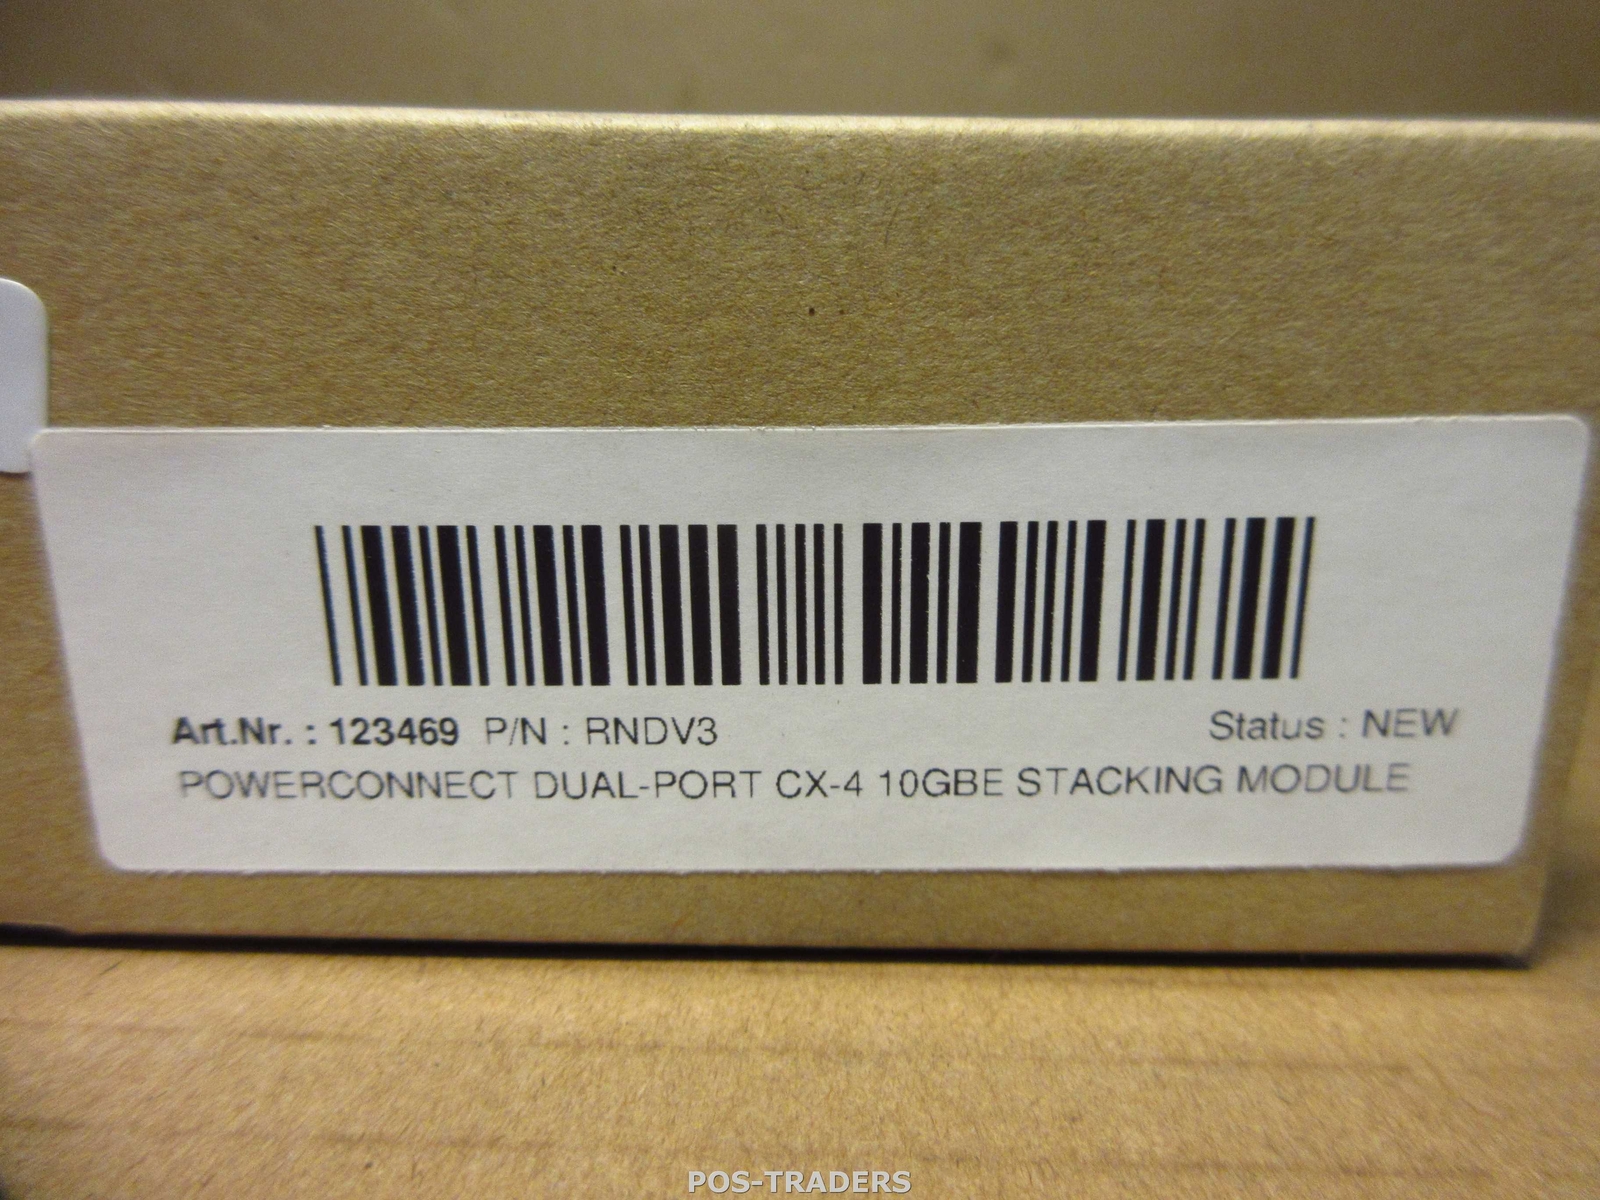 Art.Nr. : 123469 P/N : RNDV3 Status : NEW
POWERCONNECT DUAL-PORT CX-4 10GBE STACKING MODULE
POS-TRADERS